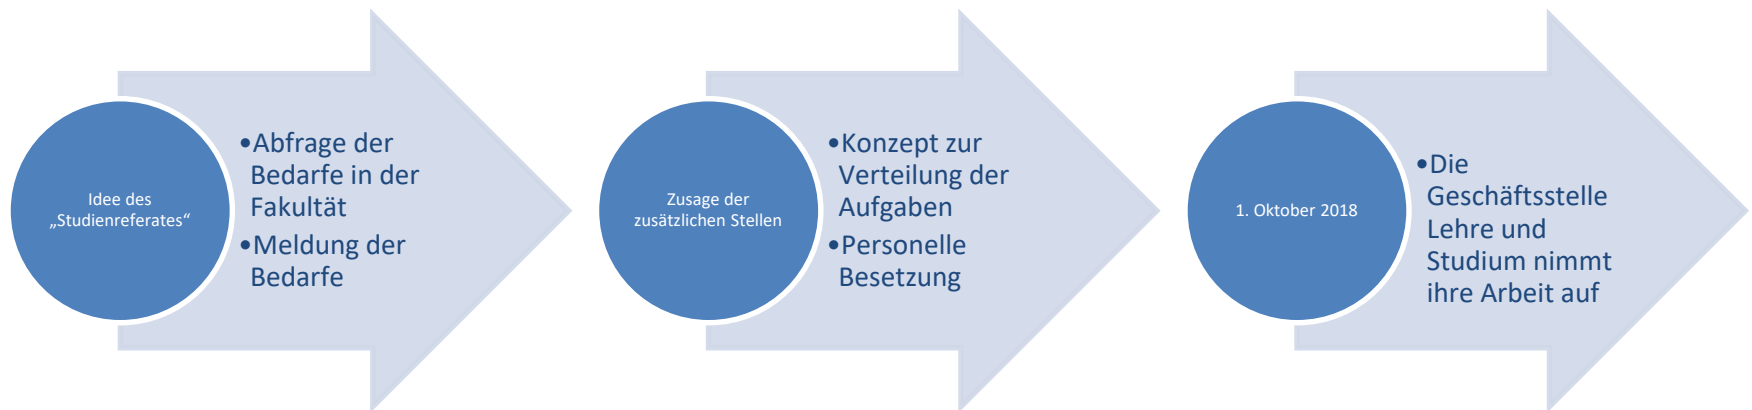 Idee des
„Studienreferates“
•Abfrage der
Bedarfe in der
Fakultät
•Meldung der
Bedarfe
Zusage der
zusätzlichen Stellen
•Konzept zur
Verteilung der
Aufgaben
•Personelle
Besetzung
1. Oktober 2018
•Die
Geschäftsstelle
Lehre und
Studium nimmt
ihre Arbeit auf